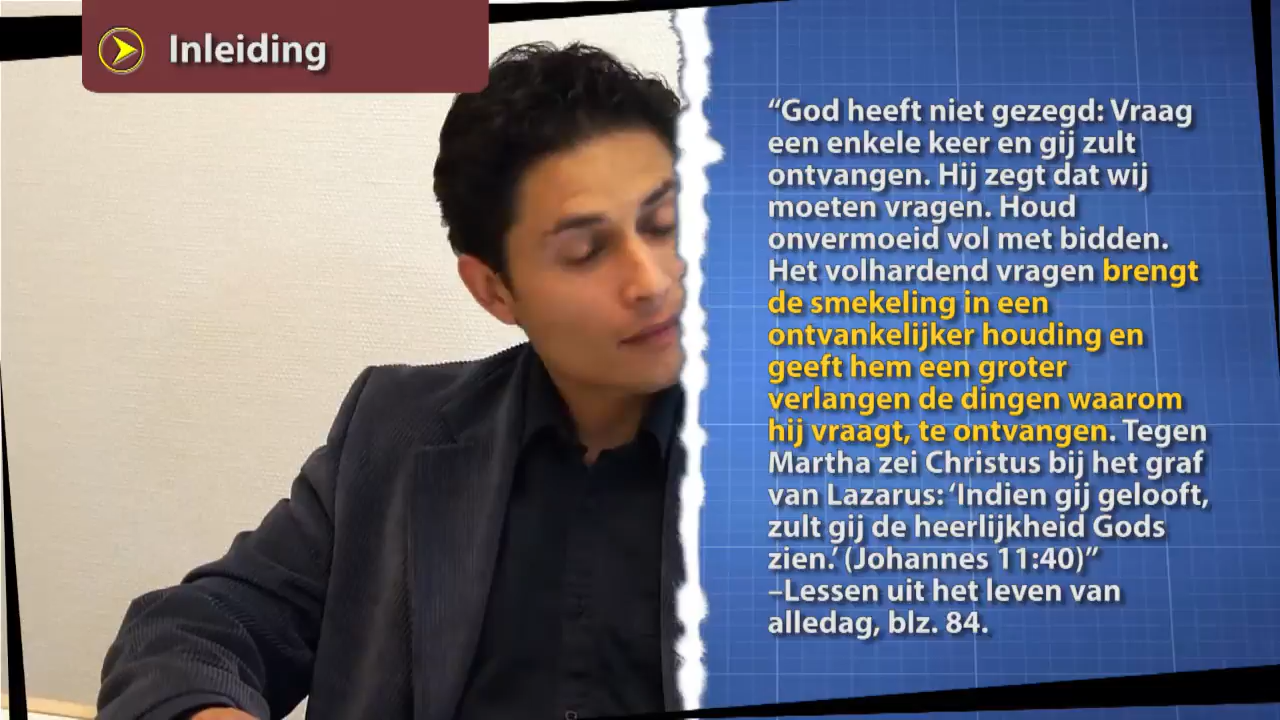 Inleiding
“God heeft niet gezegd: Vraag
een enkele keer en gij zult
ontvangen. Hij zegt dat wij
moeten vragen. Houd
onvermoeid vol met bidden.
Het volhardend vragen brengt
de smekeling in een
ontvankelijker houding en
geeft hem een groter
verlangen de dingen waarom
hij vraagt, te ontvangen. Tegen
Martha zei Christus bij het graf
van Lazarus: ‘Indien gij gelooft,
zult gij de heerlijkheid Gods
zien.’ (Johannes 11:40)”
–Lessen uit het leven van
alledag, blz. 84.